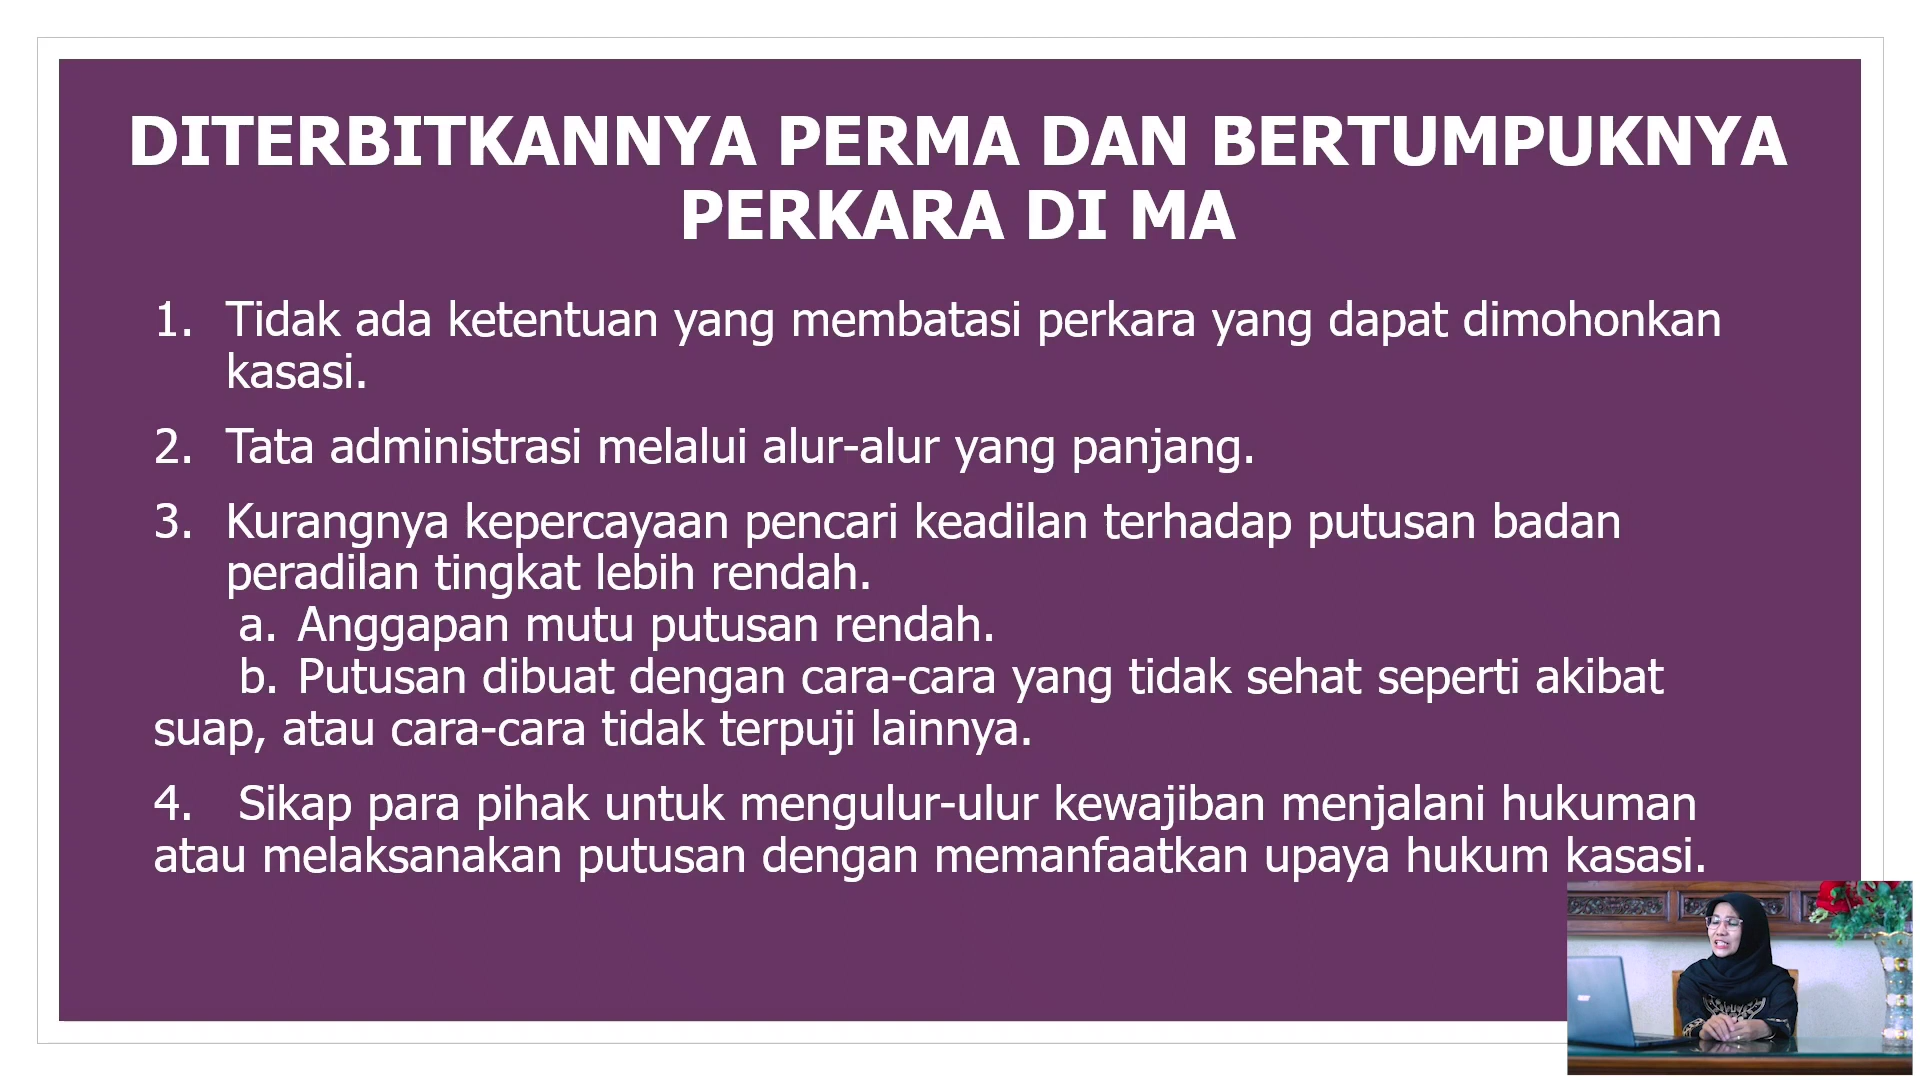 DITERBITKANNYA PERMA DAN BERTUMPUKNYA
PERKARA DI MA
1. Tidak ada ketentuan yang membatasi perkara yang dapat dimohonkan
kasasi.
2. Tata administrasi melalui alur-alur yang panjang.
3. Kurangnya kepercayaan pencari keadilan terhadap putusan badan
peradilan tingkat lebih rendah.
a. Anggapan mutu putusan rendah.
b. Putusan dibuat dengan cara-cara yang tidak sehat seperti akibat
suap, atau cara-cara tidak terpuji lainnya.
4. Sikap para pihak untuk mengulur-ulur kewajiban menjalani hukuman
atau melaksanakan putusan dengan memanfaatkan upaya hukum kasasi.